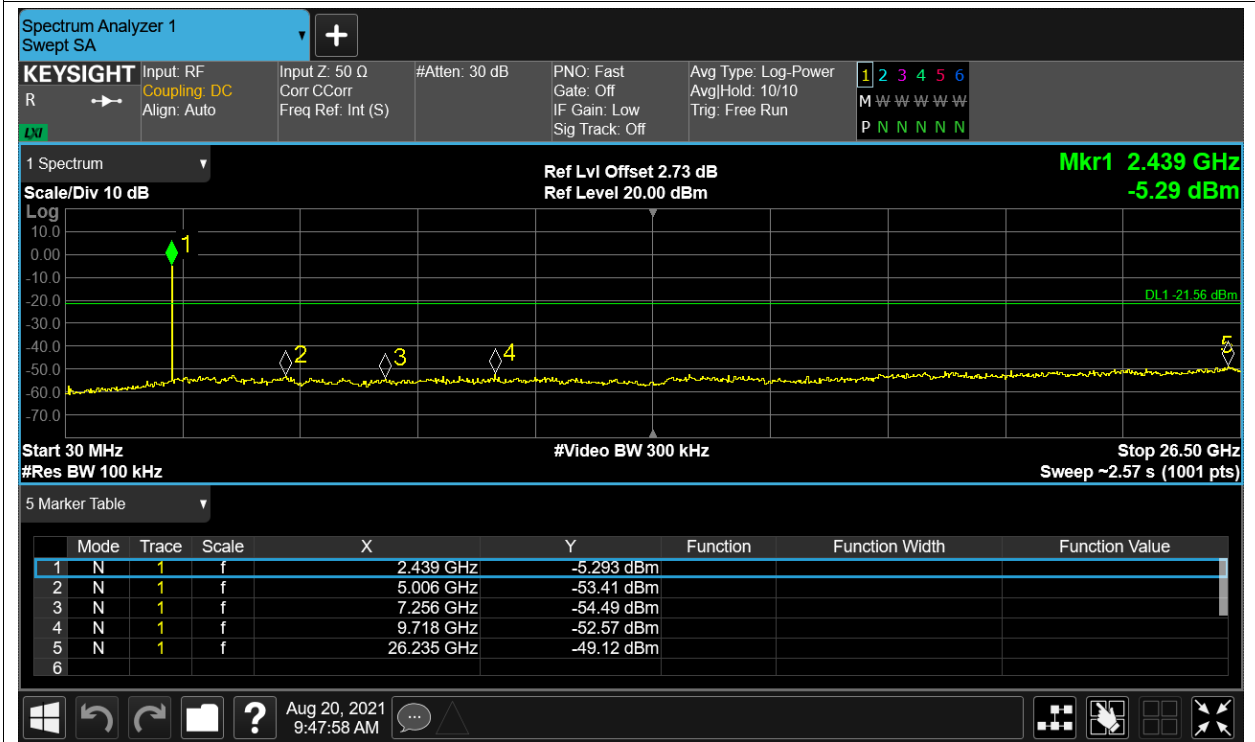 Spectrum Analyzer 1
Swept SA
+
KEYSIGHT
R
LXI
Input: RF
Coupling: DC
Align: Auto
Input Z: 50 Ω
Corr CCorr
Freq Ref: Int (S)
#Atten: 30 dB
PNO: Fast
Gate: Off
IF Gain: Low
Sig Track: Off
Avg Type: Log-Power
Avg|Hold: 10/10
Trig: Free Run
1 2 3 4 5 6
M W W W W W
P N N N N N
1 Spectrum
Scale/Div 10 dB
Ref Lvl Offset 2.73 dB
Ref Level 20.00 dBm
Mkr1 2.439 GHz
-5.29 dBm
Log
10.0
0.00
-10.0
-20.0
-30.0
-40.0
-50.0
-60.0
-70.0
1
2
3
4
5
DL1 -21.56 dBm
Start 30 MHz
#Video BW 300 kHz
Stop 26.50 GHz
#Res BW 100 kHz
Sweep ~2.57 s (1001 pts)
5 Marker Table
Mode Trace Scale X Y Function Function Width Function Value
1 N 1 f 2.439 GHz -5.293 dBm
2 N 1 f 5.006 GHz -53.41 dBm
3 N 1 f 7.256 GHz -54.49 dBm
4 N 1 f 9.718 GHz -52.57 dBm
5 N 1 f 26.235 GHz -49.12 dBm
6
?
Aug 20, 2021
9:47:58 AM